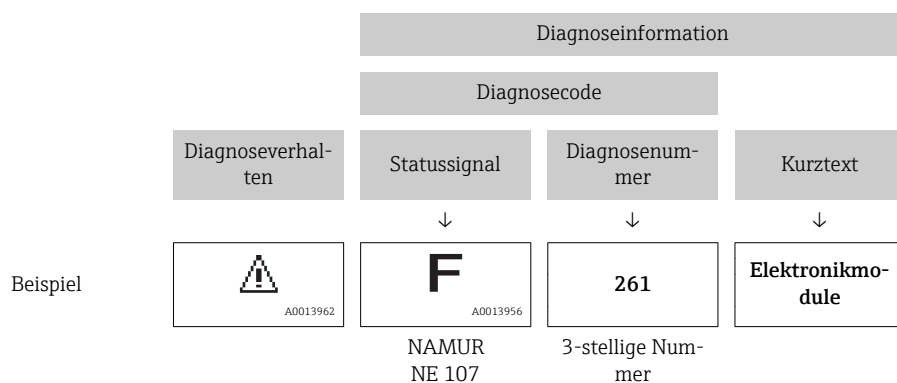 Diagnoseinformation
Diagnosecode
Diagnoseverhal-
ten
Statussignal
Diagnosenum-
mer
Kurztext
↓ ↓ ↓
Beispiel
A0013962
F
A0013956
261
Elektronikmo-
dule
NAMUR
NE 107
3-stellige Num-
mer